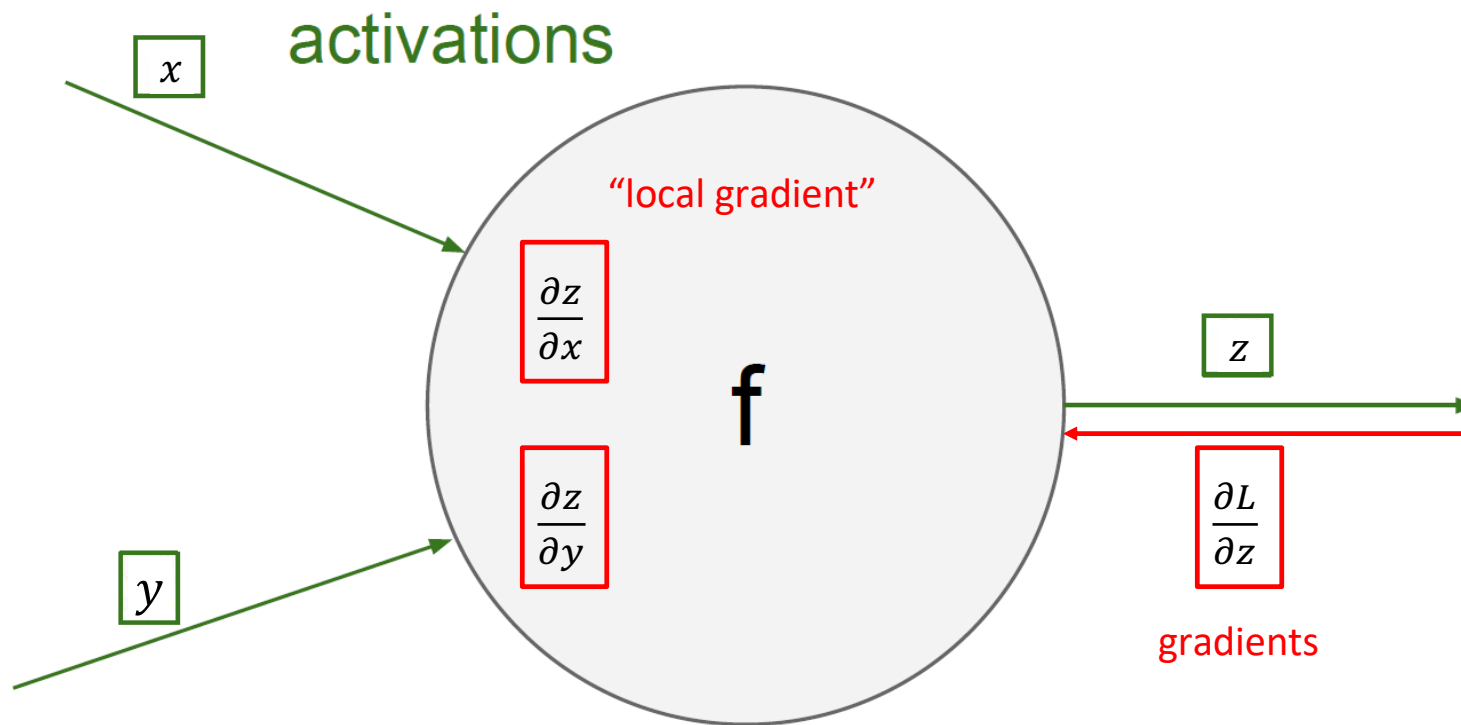 activations
x
“local gradient”
∂z
∂x
z
f
∂z
∂y
∂L
∂z
y
gradients